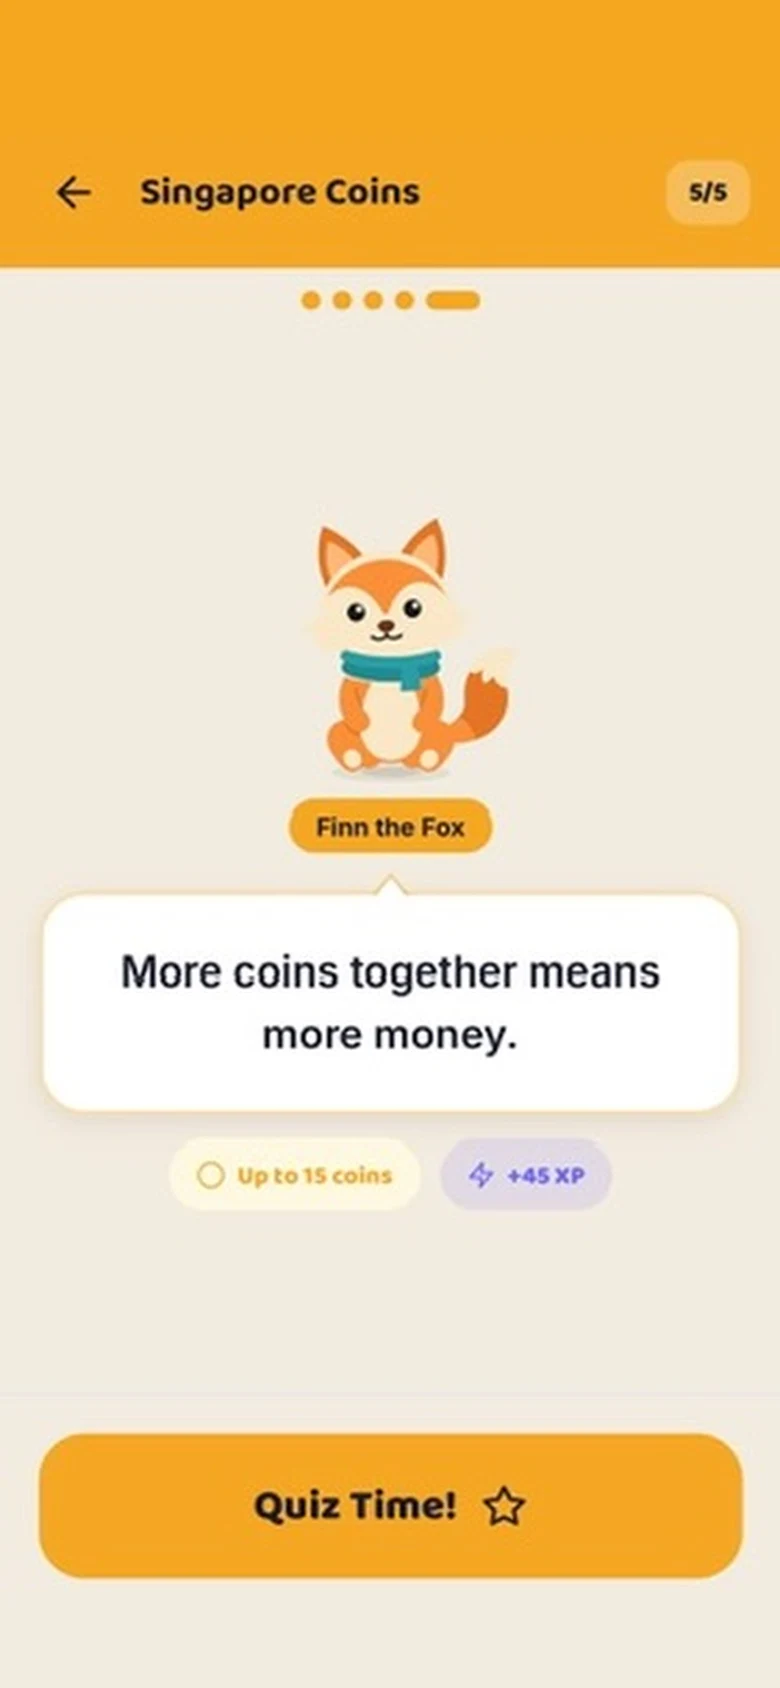 Singapore Coins
5/5
Finn the Fox
More coins together means
more money.
Up to 15 coins
+45 XP
Quiz Time!